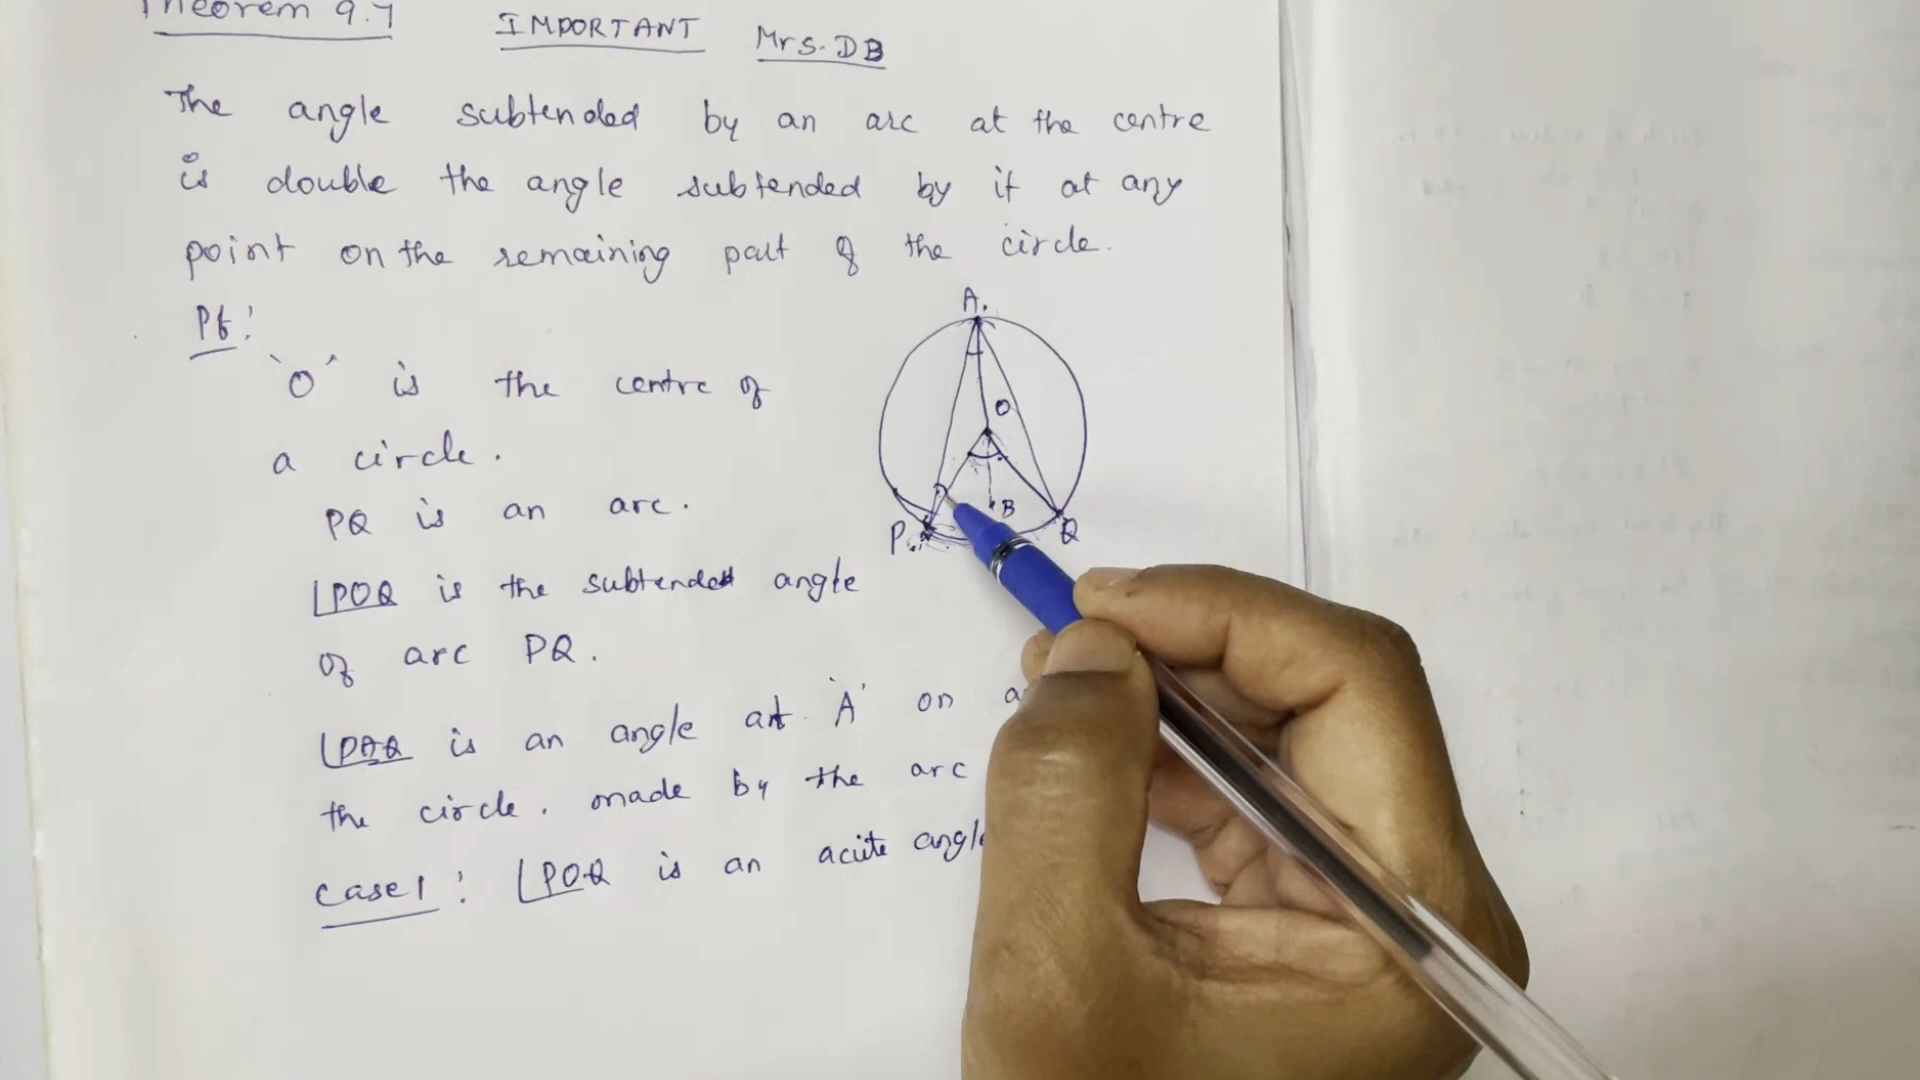 Theorem 9.7 IMPORTANT Mrs. DB
The angle subtended by an arc at the centre
is double the angle subtended by it at any
point on the remaining part of the circle.
Pf:
A.
'O' is the centre of
O
a circle.
PQ is an arc.
B
P Q
∠POQ is the subtended angle
of arc PQ.
∠PAQ is an angle at 'A' on
the circle. made by the arc
case 1: ∠POQ is an acute angle